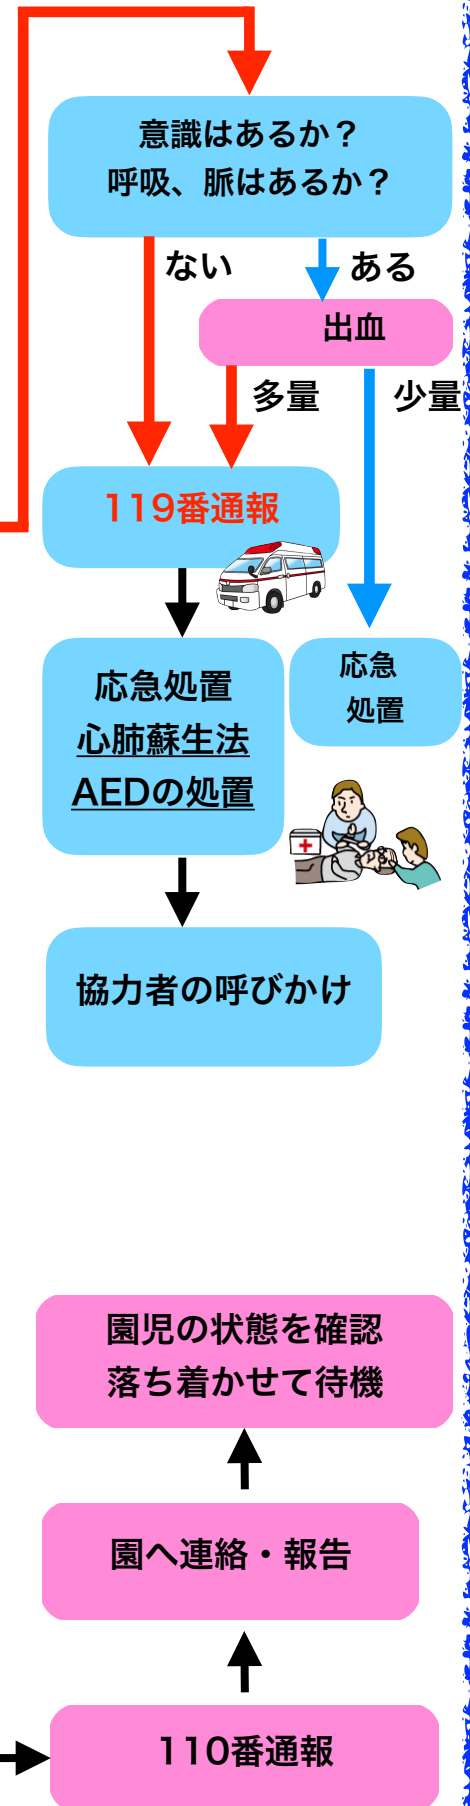 意識はあるか？
呼吸、脈はあるか？
ない
ある
出血
多量
少量
119番通報
応急処置
心肺蘇生法
AEDの処置
応急
処置
協力者の呼びかけ
園児の状態を確認
落ち着かせて待機
園へ連絡・報告
110番通報